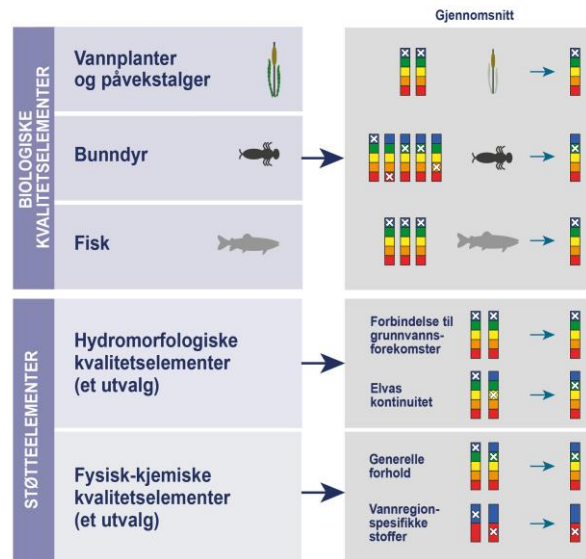 Gjennomsnitt
BIOLOGISKE
KVALITETSELEMENTER
Vannplanter
og påvekstalger
Bunndyr
Fisk
STØTTEELEMENTER
Hydromorfologiske
kvalitetselementer
(et utvalg)
Forbindelse til
grunnvanns-
forekomster
Elvas
kontinuitet
Fysisk-kjemiske
kvalitetselementer
(et utvalg)
Generelle
forhold
Vannregion-
spesifikke
stoffer